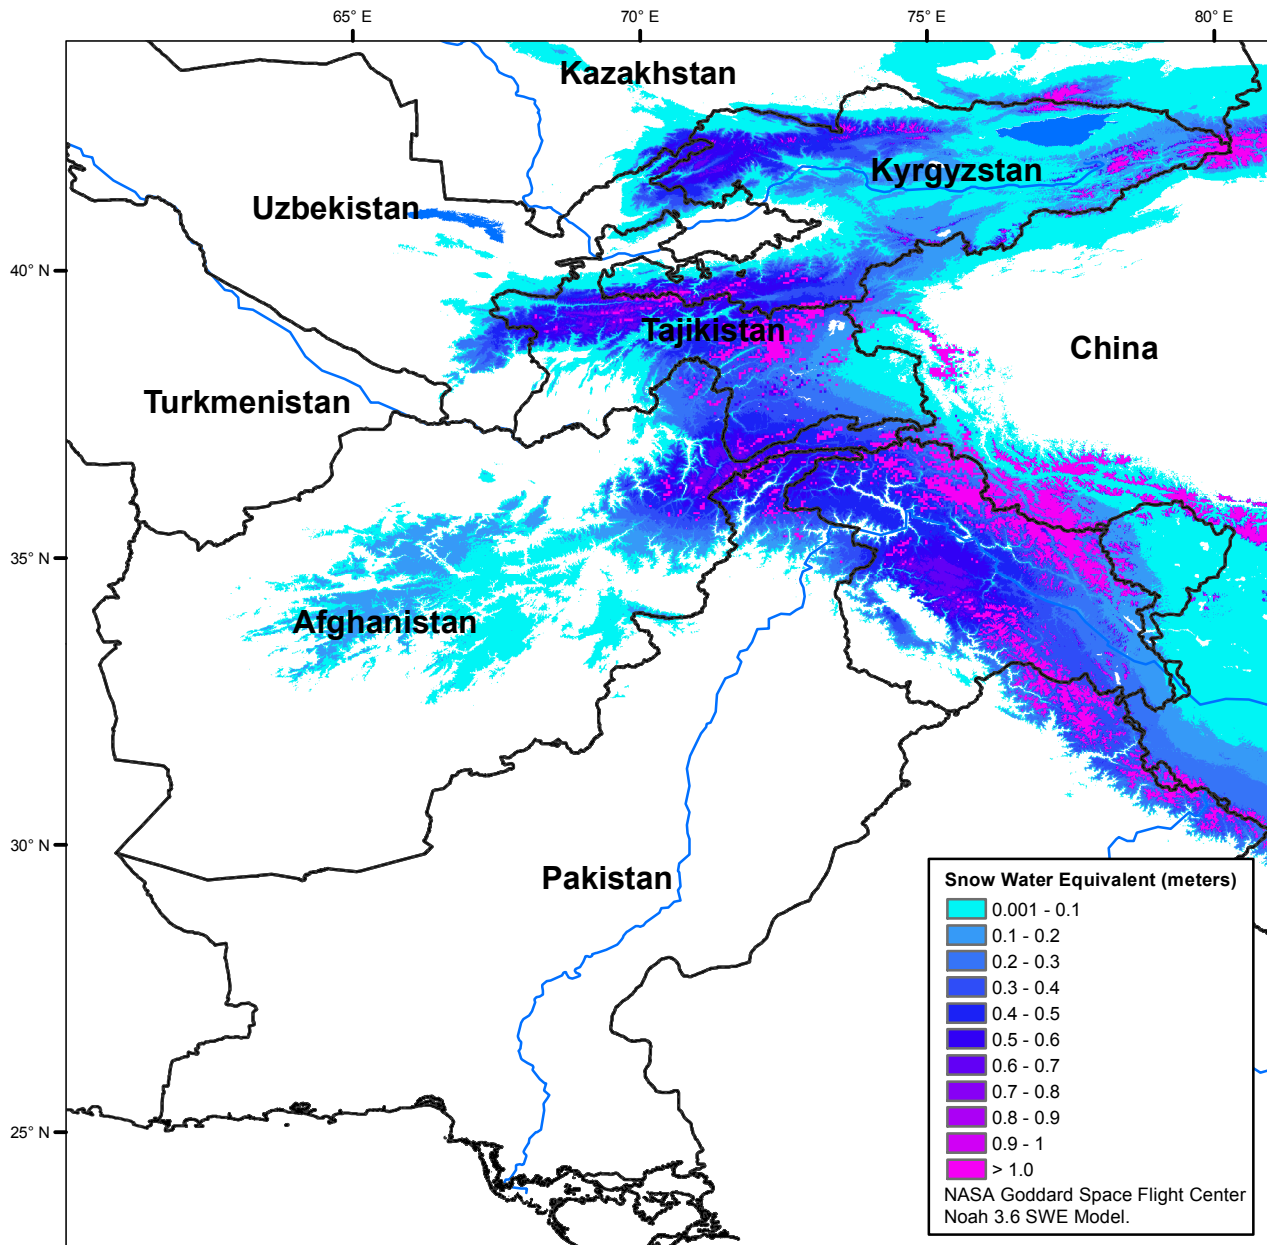 65° E
70° E
75° E
80° E
Kazakhstan
Kyrgyzstan
Uzbekistan
40° N
Tajikistan
China
Turkmenistan
35° N
Afghanistan
30° N
Pakistan
25° N
Snow Water Equivalent (meters)
0.001 - 0.1
0.1 - 0.2
0.2 - 0.3
0.3 - 0.4
0.4 - 0.5
0.5 - 0.6
0.6 - 0.7
0.7 - 0.8
0.8 - 0.9
0.9 - 1
> 1.0
NASA Goddard Space Flight Center
Noah 3.6 SWE Model.